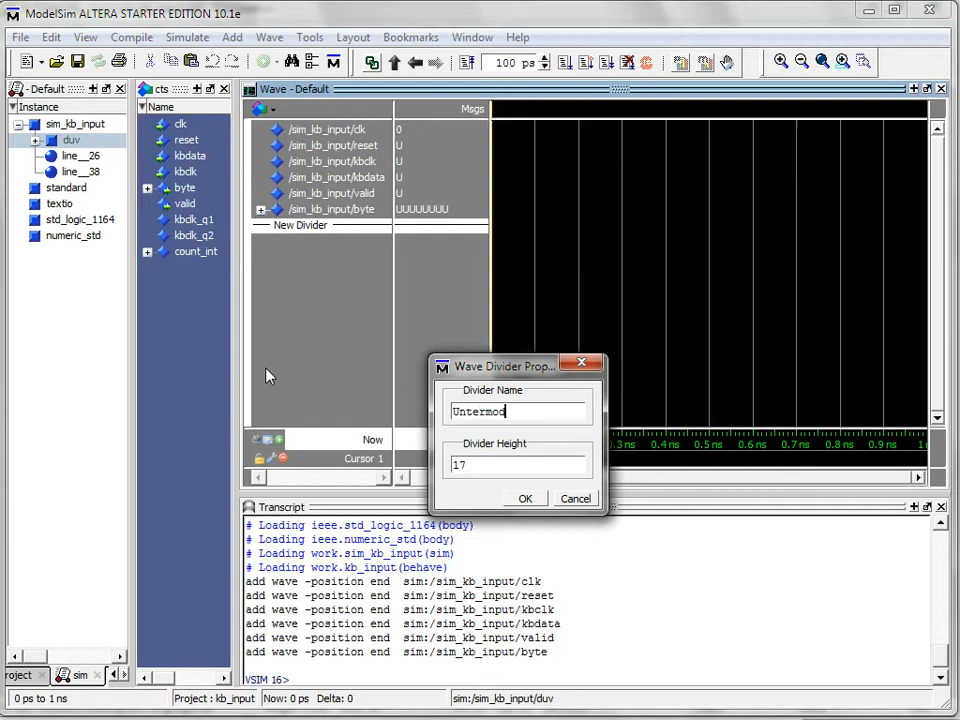 ModelSim ALTERA STARTER EDITION 10.1e
File Edit View Compile Simulate Add Wave Tools Layout Bookmarks Window Help
100 ps
Default
Instance
sim_kb_input
duv
line__26
line__38
standard
textio
std_logic_1164
numeric_std
roject
sim
cts
Name
clk
reset
kbdata
kbclk
byte
valid
kbclk_q1
kbclk_q2
count_int
Wave - Default
Msgs
/sim_kb_input/clk 0
/sim_kb_input/reset U
/sim_kb_input/kbclk U
/sim_kb_input/kbdata U
/sim_kb_input/valid U
/sim_kb_input/byte UUUUUUUU
New Divider
Now
Cursor 1
0.3 ns 0.4 ns 0.5 ns 0.6 ns 0.7 ns 0.8 ns 0.9 ns
Wave Divider Prop...
Divider Name
Untermod
Divider Height
17
OK Cancel
Transcript
# Loading ieee.std_logic_1164(body)
# Loading ieee.numeric_std(body)
# Loading work.sim_kb_input(sim)
# Loading work.kb_input(behave)
add wave -position end  sim:/sim_kb_input/clk
add wave -position end  sim:/sim_kb_input/reset
add wave -position end  sim:/sim_kb_input/kbclk
add wave -position end  sim:/sim_kb_input/kbdata
add wave -position end  sim:/sim_kb_input/valid
add wave -position end  sim:/sim_kb_input/byte
VSIM 16>
0 ps to 1 ns
Project : kb_input
Now: 0 ps Delta: 0
sim:/sim_kb_input/duv